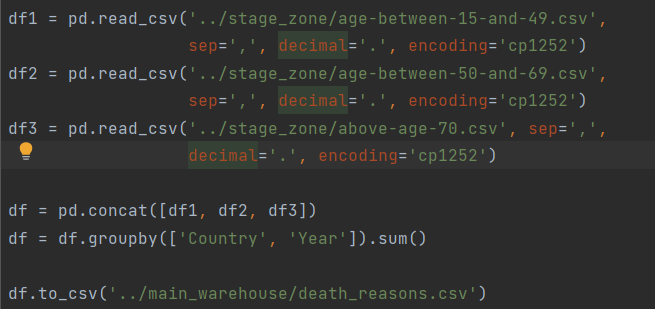 df1 = pd.read_csv('../stage_zone/age-between-15-and-49.csv',
                  sep=',', decimal='.', encoding='cp1252')
df2 = pd.read_csv('../stage_zone/age-between-50-and-69.csv',
                  sep=',', decimal='.', encoding='cp1252')
df3 = pd.read_csv('../stage_zone/above-age-70.csv', sep=',',
                  decimal='.', encoding='cp1252')
df = pd.concat([df1, df2, df3])
df = df.groupby(['Country', 'Year']).sum()
df.to_csv('../main_warehouse/death_reasons.csv')